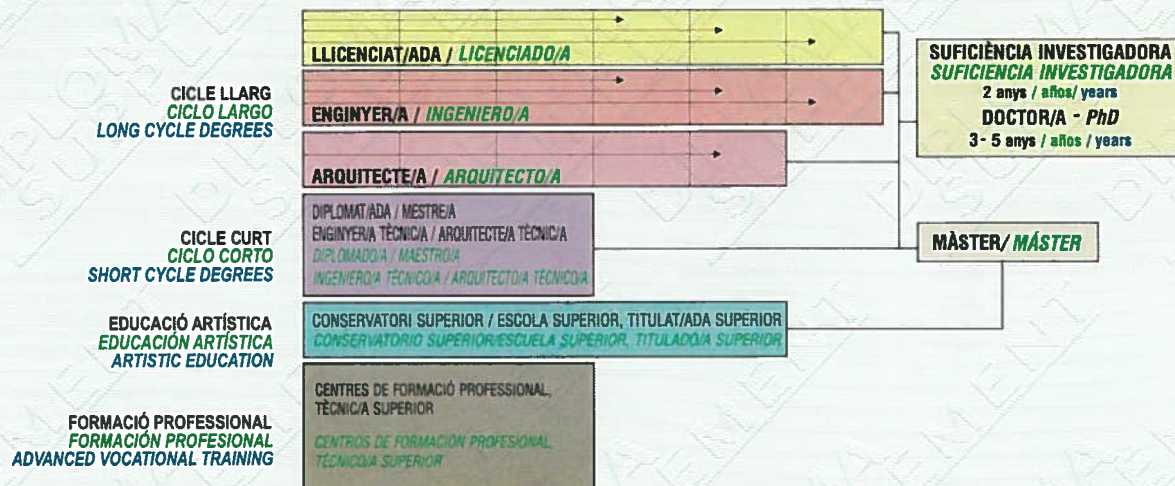 LLICENCIAT/ADA / LICENCIADO/A
CICLE LLARG
CICLO LARGO
LONG CYCLE DEGREES
ENGINYER/A / INGENIERO/A
ARQUITECTE/A / ARQUITECTO/A
SUFICIÈNCIA INVESTIGADORA
SUFICIENCIA INVESTIGADORA
2 anys / años/ years
DOCTOR/A - PhD
3- 5 anys / años / years
CICLE CURT
CICLO CORTO
SHORT CYCLE DEGREES
DIPLOMAT/ADA / MESTRE/A
ENGINYER/A TÈCNIC/A / ARQUITECTE/A TÈCNIC/A
DIPLOMADO/A / MAESTRO/A
INGENIERO/A TÉCNICO/A / ARQUITECTO/A TÉCNICO/A
MÀSTER/ MÁSTER
EDUCACIÓ ARTÍSTICA
EDUCACIÓN ARTÍSTICA
ARTISTIC EDUCATION
CONSERVATORI SUPERIOR / ESCOLA SUPERIOR, TITULAT/ADA SUPERIOR
CONSERVATORIO SUPERIOR/ESCUELA SUPERIOR, TITULADO/A SUPERIOR
FORMACIÓ PROFESSIONAL
FORMACIÓN PROFESIONAL
ADVANCED VOCATIONAL TRAINING
CENTRES DE FORMACIÓ PROFESSIONAL,
TÈCNIC/A SUPERIOR
CENTROS DE FORMACIÓN PROFESIONAL
TÉCNICO/A SUPERIOR